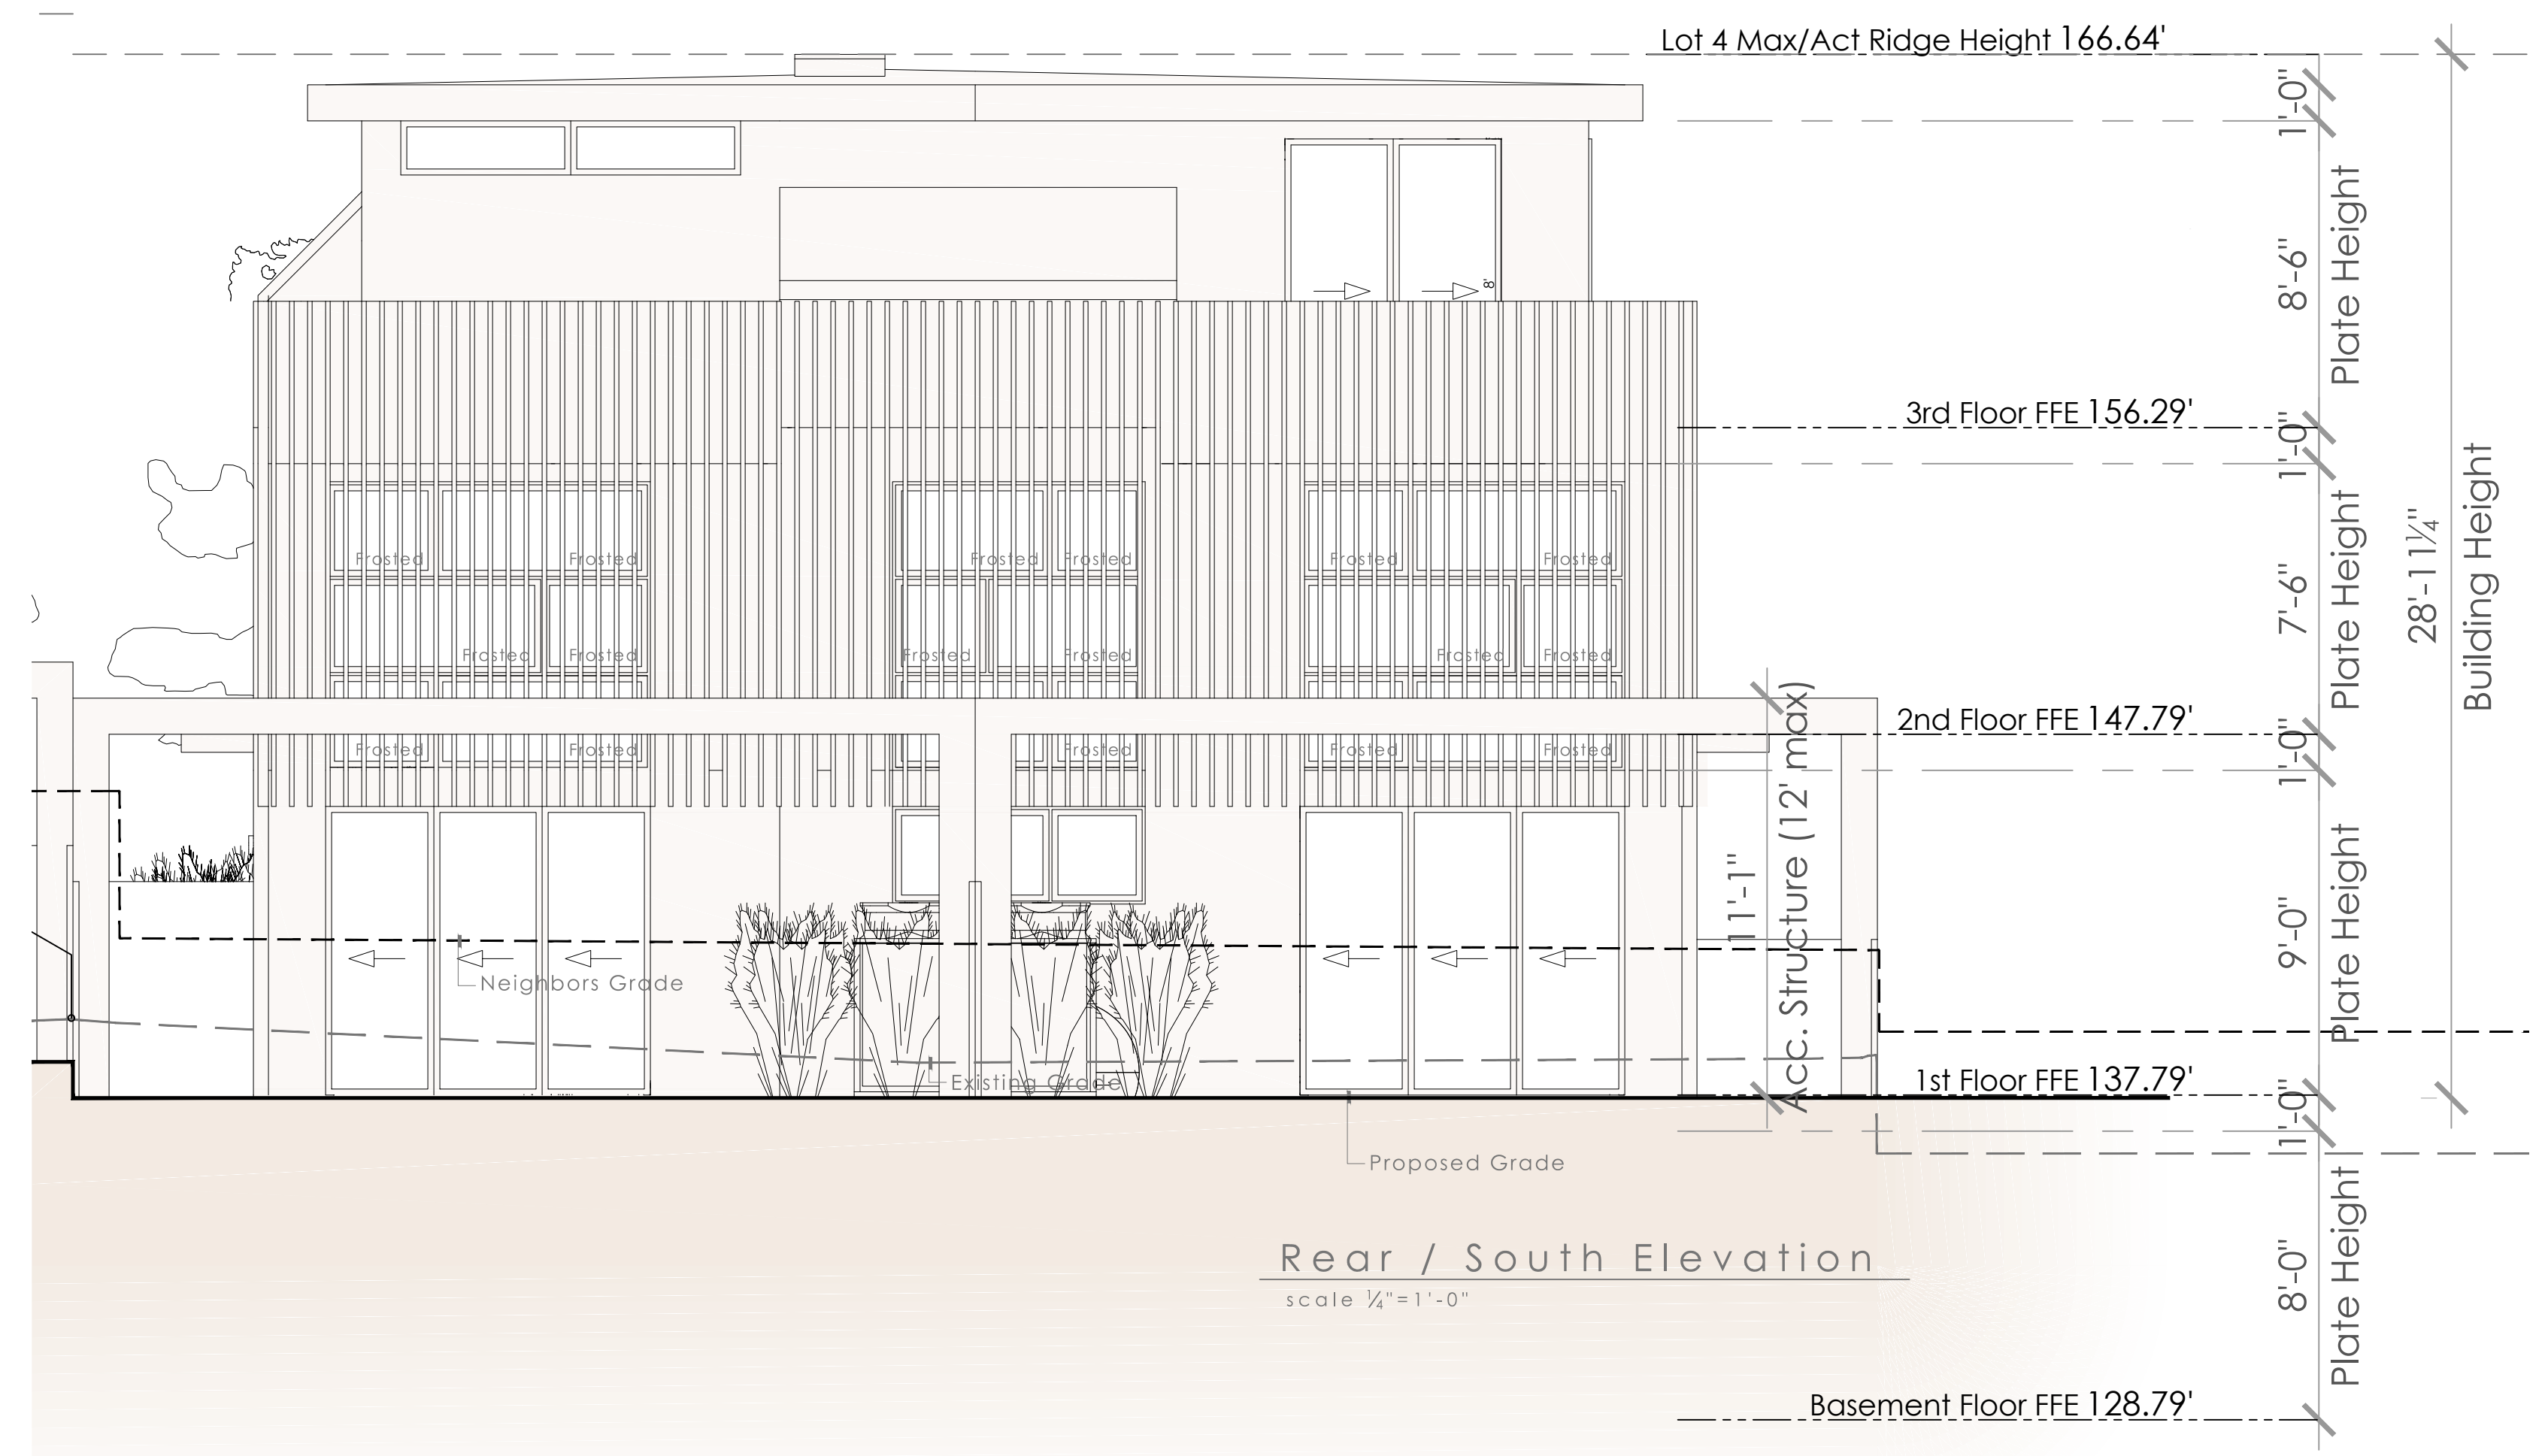 Lot 4 Max/Act Ridge Height 166.64'
1'-0"
8'-6"
Plate Height
8'
3rd Floor FFE 156.29'
1'-0"
7'-6"
Plate Height
28'-11¼"
Building Height
Frosted Frosted Frosted Frosted Frosted Frosted
Frosted Frosted Frosted Frosted Frosted Frosted
2nd Floor FFE 147.79'
1'-0"
Frosted Frosted Frosted Frosted Frosted
11'-1"
Acc. Structure (12' max)
9'-0"
Plate Height
Neighbors Grade
Existing Grade
1st Floor FFE 137.79'
1'-0"
Proposed Grade
8'-0"
Plate Height
Rear / South Elevation
scale ¼"=1'-0"
Basement Floor FFE 128.79'